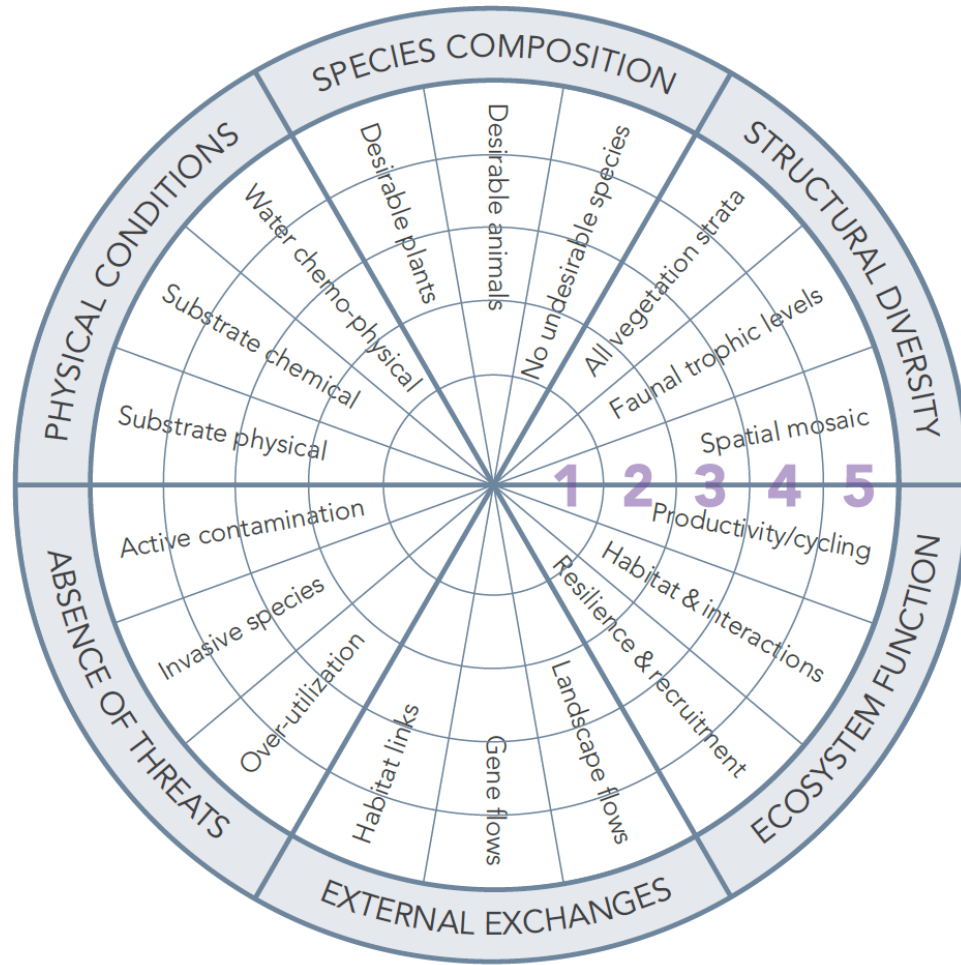 SPECIES COMPOSITION
Desirable plants
Desirable animals
No undesirable species
STRUCTURAL DIVERSITY
All vegetation strata
Faunal trophic levels
Spatial mosaic
1 2 3 4 5
ECOSYSTEM FUNCTION
Productivity/cycling
Habitat & interactions
Resilience & recruitment
EXTERNAL EXCHANGES
Landscape flows
Gene flows
Habitat links
ABSENCE OF THREATS
Over-utilization
Invasive species
Active contamination
PHYSICAL CONDITIONS
Substrate physical
Substrate chemical
Water chemo-physical